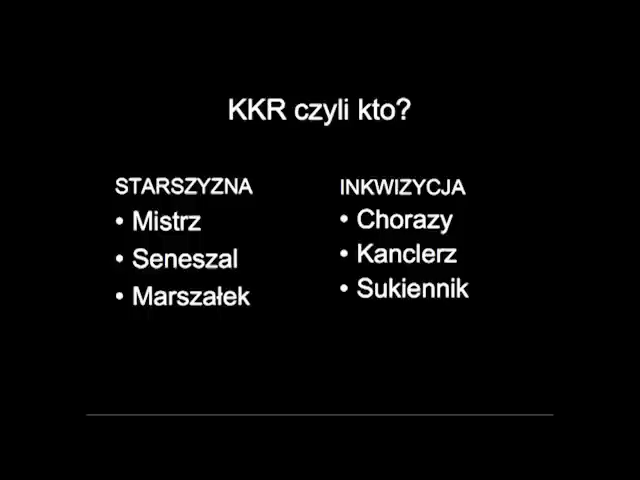 KKR czyli kto?
STARSZYZNA
• Mistrz
• Seneszal
• Marszałek
INKWIZYCJA
• Chorazy
• Kanclerz
• Sukiennik